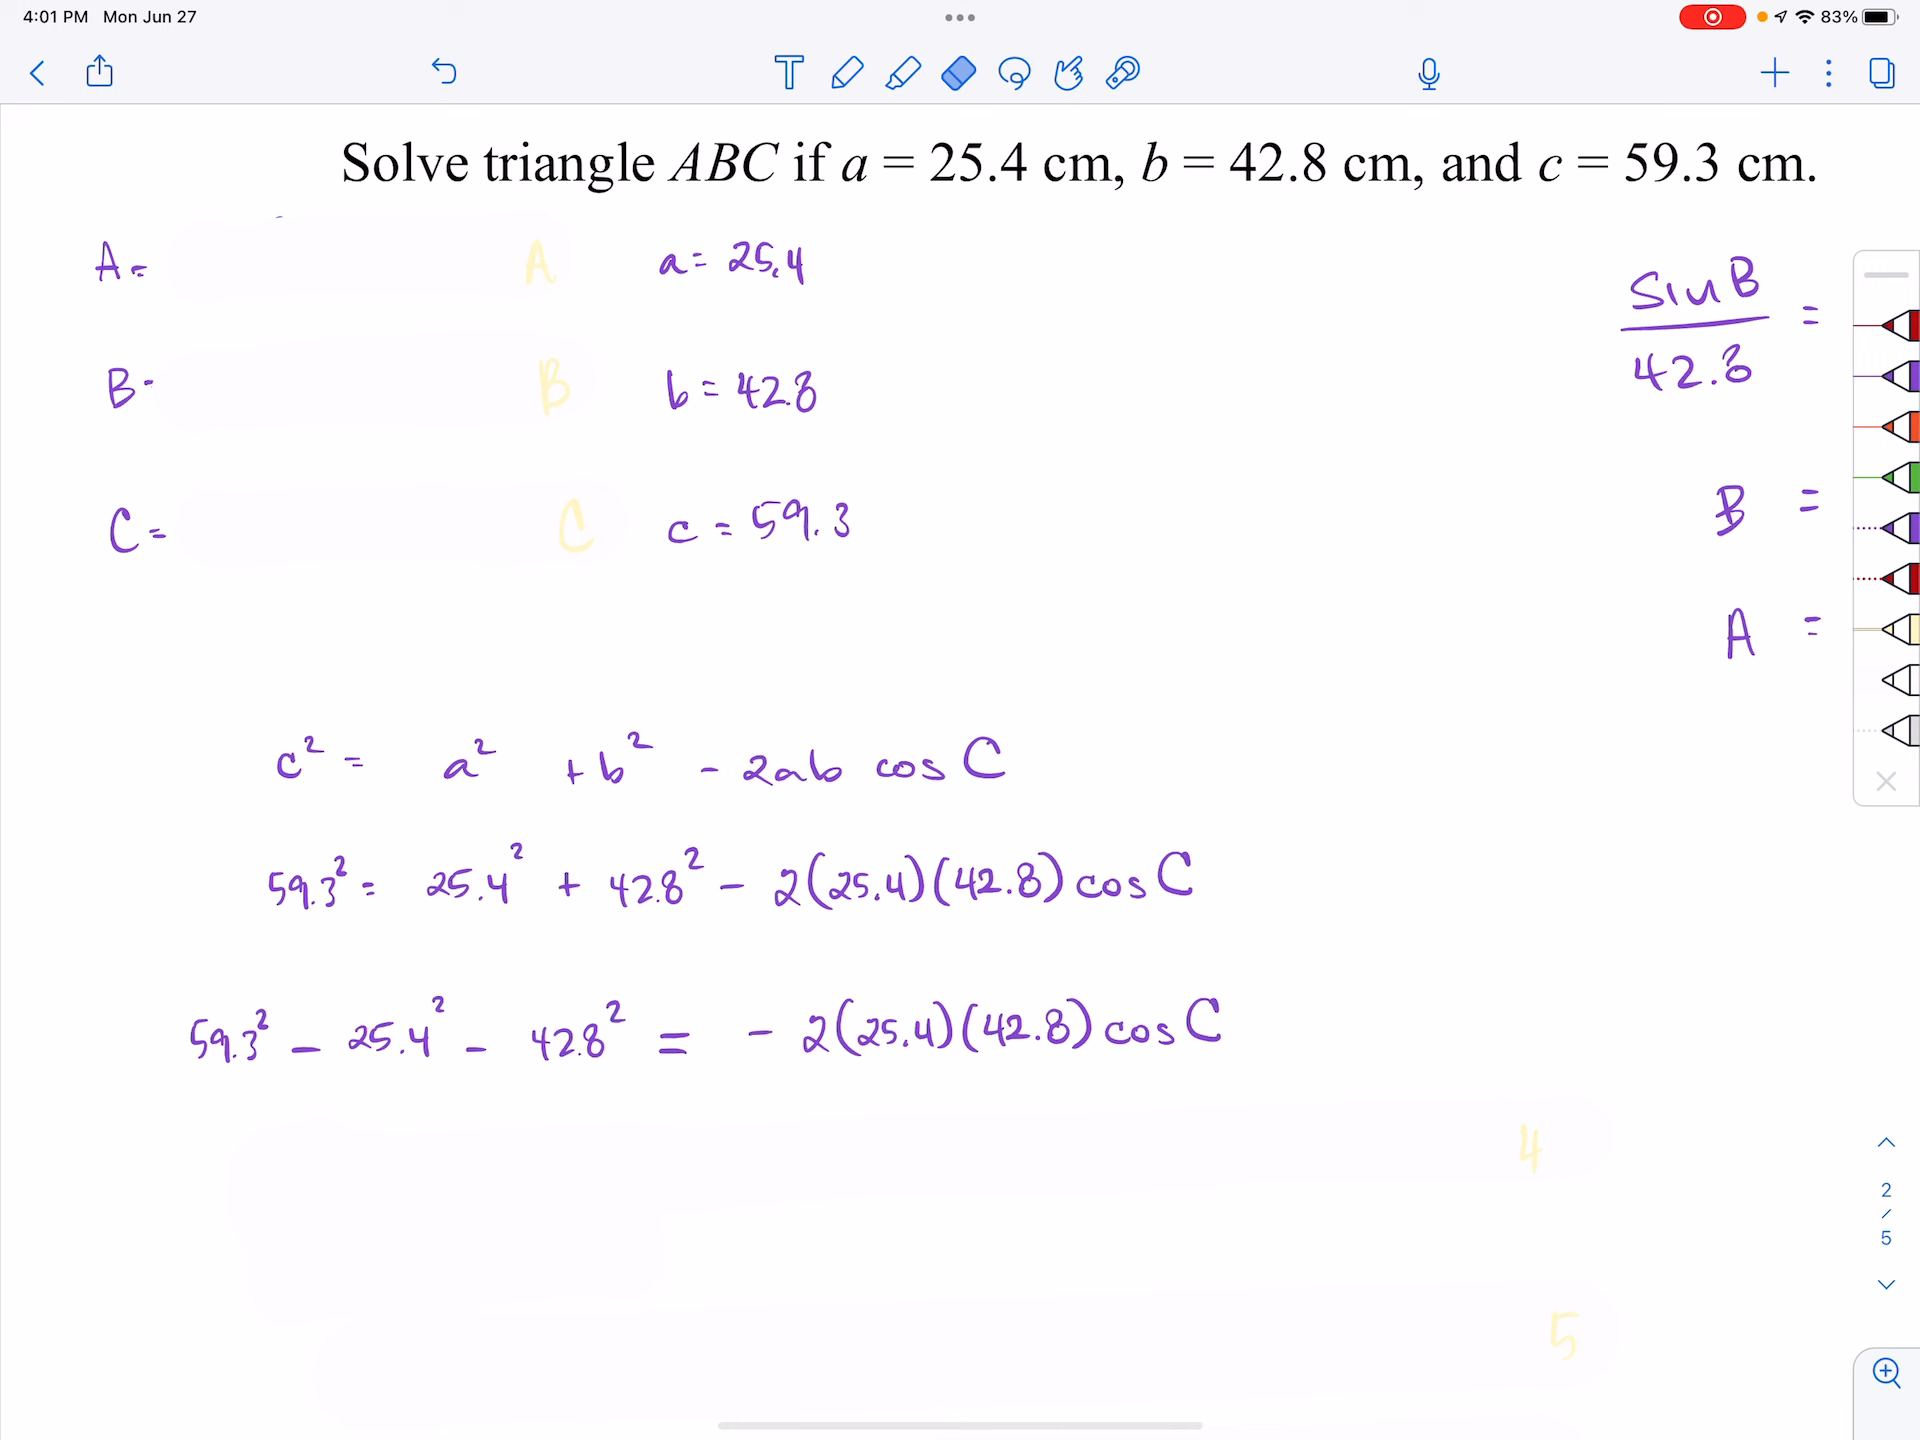 4:01 PM Mon Jun 27
83%
Solve triangle ABC if a = 25.4 cm, b = 42.8 cm, and c = 59.3 cm.
A = A a = 25.4
B = B b = 42.8
C = C c = 59.3
sin B
42.8
=
B =
A =
c² = a² + b² - 2ab cos C
59.3² = 25.4² + 42.8² - 2(25.4)(42.8) cos C
59.3² - 25.4² - 42.8² = - 2(25.4)(42.8) cos C
4
5
2
/
5